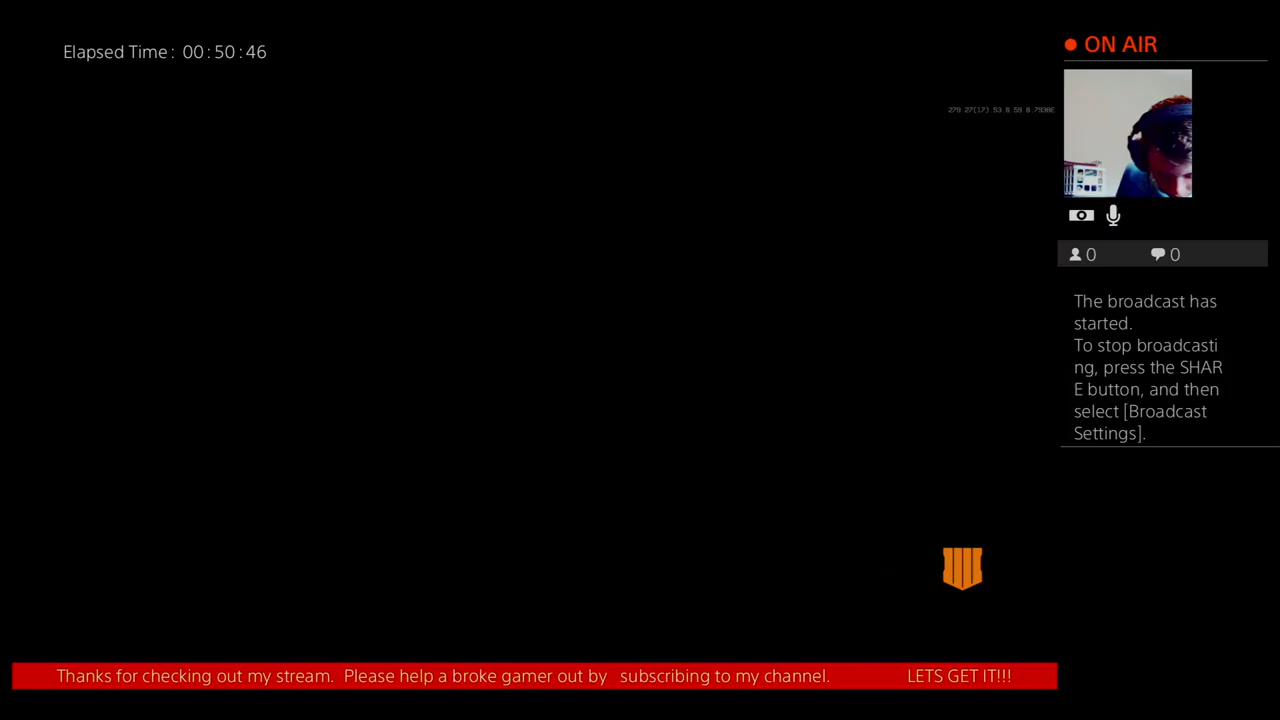 Elapsed Time: 00:50:46
ON AIR
0 0
The broadcast has
started.
To stop broadcasti
ng, press the SHAR
E button, and then
select [Broadcast
Settings].
Thanks for checking out my stream. Please help a broke gamer out by subscribing to my channel. LETS GET IT!!!